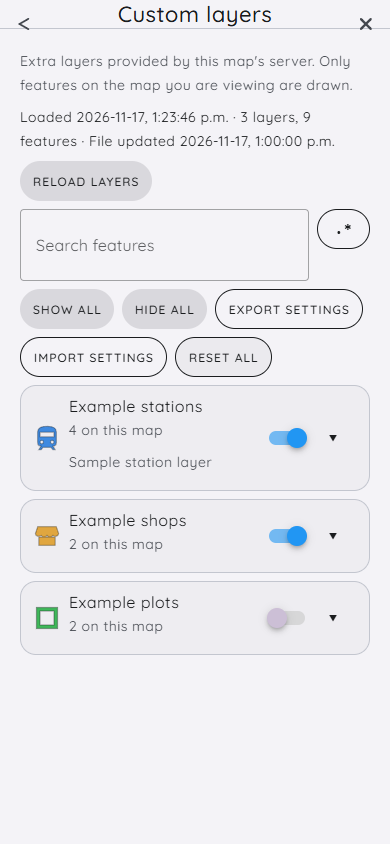 <
Custom layers
×
Extra layers provided by this map's server. Only
features on the map you are viewing are drawn.
Loaded 2026-11-17, 1:23:46 p.m. · 3 layers, 9
features · File updated 2026-11-17, 1:00:00 p.m.
RELOAD LAYERS
Search features
.*
SHOW ALL
HIDE ALL
EXPORT SETTINGS
IMPORT SETTINGS
RESET ALL
Example stations
4 on this map
Sample station layer
Example shops
2 on this map
Example plots
2 on this map